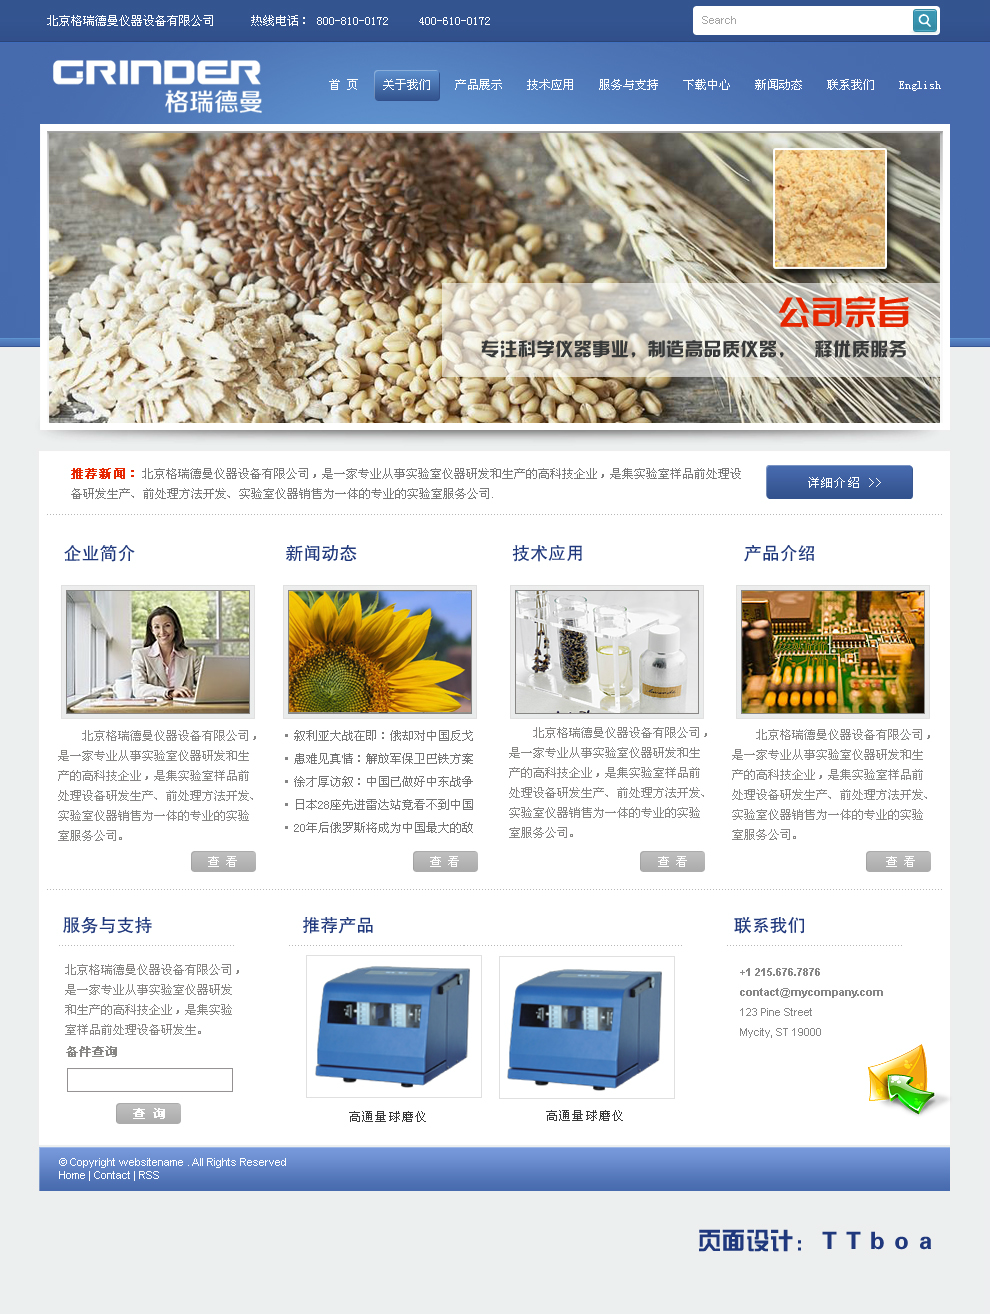 北京格瑞德曼仪器设备有限公司 热线电话： 800-810-0172 400-610-0172 Search
GRINDER
格瑞德曼
首 页 关于我们 产品展示 技术应用 服务与支持 下载中心 新闻动态 联系我们 English
公司宗旨
专注科学仪器事业，制造高品质仪器， 释优质服务
推荐新闻： 北京格瑞德曼仪器设备有限公司，是一家专业从事实验室仪器研发和生产的高科技企业，是集实验室样品前处理设
备研发生产、前处理方法开发、实验室仪器销售为一体的专业的实验室服务公司.
详细介绍 >>
企业简介 新闻动态 技术应用 产品介绍
北京格瑞德曼仪器设备有限公司，
是一家专业从事实验室仪器研发和生
产的高科技企业，是集实验室样品前
处理设备研发生产、前处理方法开发、
实验室仪器销售为一体的专业的实验
室服务公司。
查 看
叙利亚大战在即：俄却对中国反戈
患难见真情：解放军保卫巴铁方案
徐才厚访叙：中国已做好中东战争
日本28座先进雷达站竟看不到中国
20年后俄罗斯将成为中国最大的敌
查 看
北京格瑞德曼仪器设备有限公司，
是一家专业从事实验室仪器研发和生
产的高科技企业，是集实验室样品前
处理设备研发生产、前处理方法开发、
实验室仪器销售为一体的专业的实验
室服务公司。
查 看
北京格瑞德曼仪器设备有限公司，
是一家专业从事实验室仪器研发和生
产的高科技企业，是集实验室样品前
处理设备研发生产、前处理方法开发、
实验室仪器销售为一体的专业的实验
室服务公司。
查 看
服务与支持
北京格瑞德曼仪器设备有限公司，
是一家专业从事实验室仪器研发
和生产的高科技企业，是集实验
室样品前处理设备研发生。
备件查询
查 询
推荐产品
高通量球磨仪 高通量球磨仪
联系我们
+1 215.676.7876
contact@mycompany.com
123 Pine Street
Mycity, ST 19000
© Copyright websitename . All Rights Reserved
Home | Contact | RSS
页面设计：TTboa